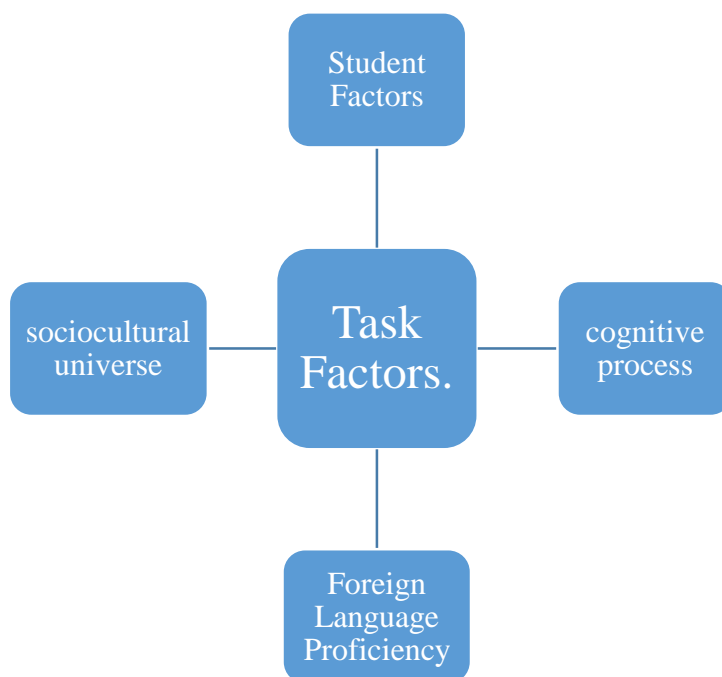 Student
Factors
sociocultural
universe
Task
Factors.
cognitive
process
Foreign
Language
Proficiency